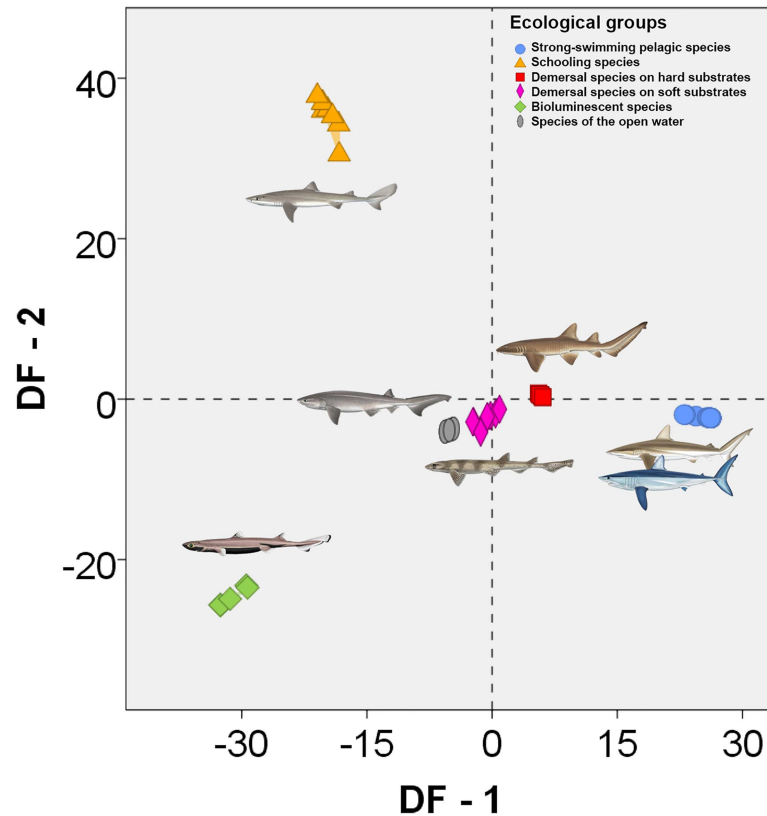 Ecological groups
Strong-swimming pelagic species
Schooling species
Demersal species on hard substrates
Demersal species on soft substrates
Bioluminescent species
Species of the open water
40
20
0
-20
DF - 2
-30 -15 0 15 30
DF - 1